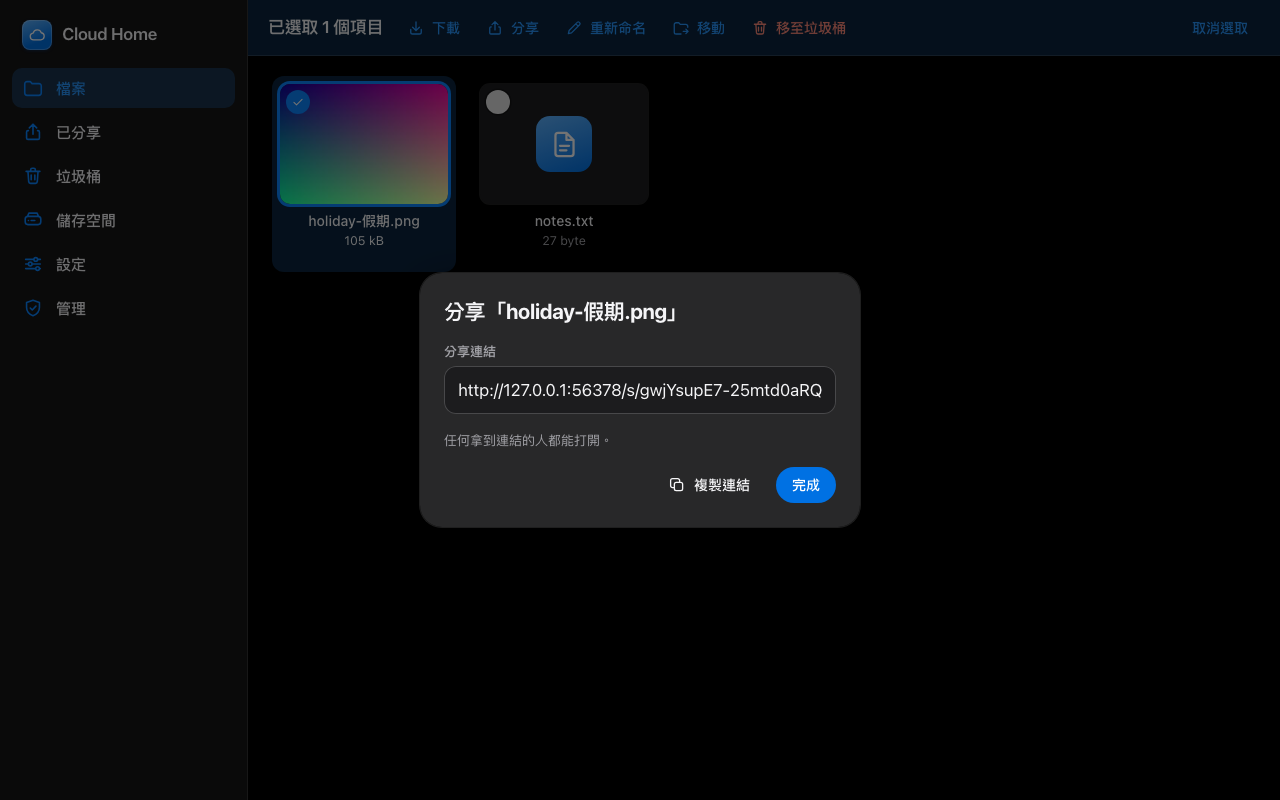 Cloud Home
檔案
已分享
垃圾桶
儲存空間
設定
管理
已選取 1 個項目
下載
分享
重新命名
移動
移至垃圾桶
取消選取
holiday-假期.png
105 kB
notes.txt
27 byte
分享「holiday-假期.png」
分享連結
http://127.0.0.1:56378/s/gwjYsupE7-25mtd0aRQ
任何拿到連結的人都能打開。
複製連結
完成